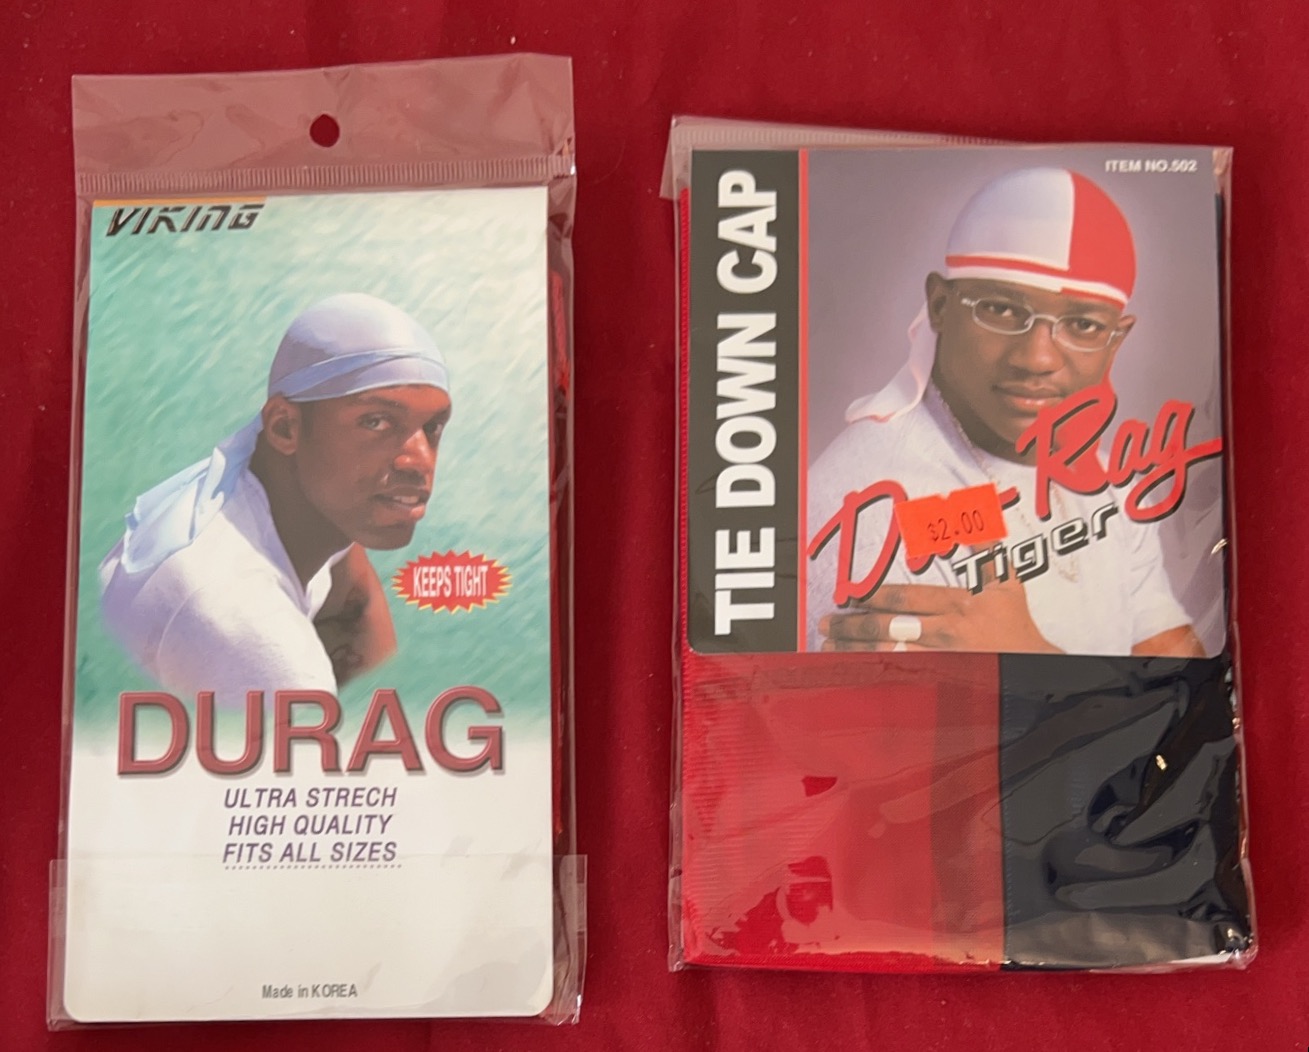 VIKING
KEEPS TIGHT
DURAG
ULTRA STRECH
HIGH QUALITY
FITS ALL SIZES
Made in KOREA
TIE DOWN CAP
ITEM NO.502
Du-Rag
$2.00
Tiger